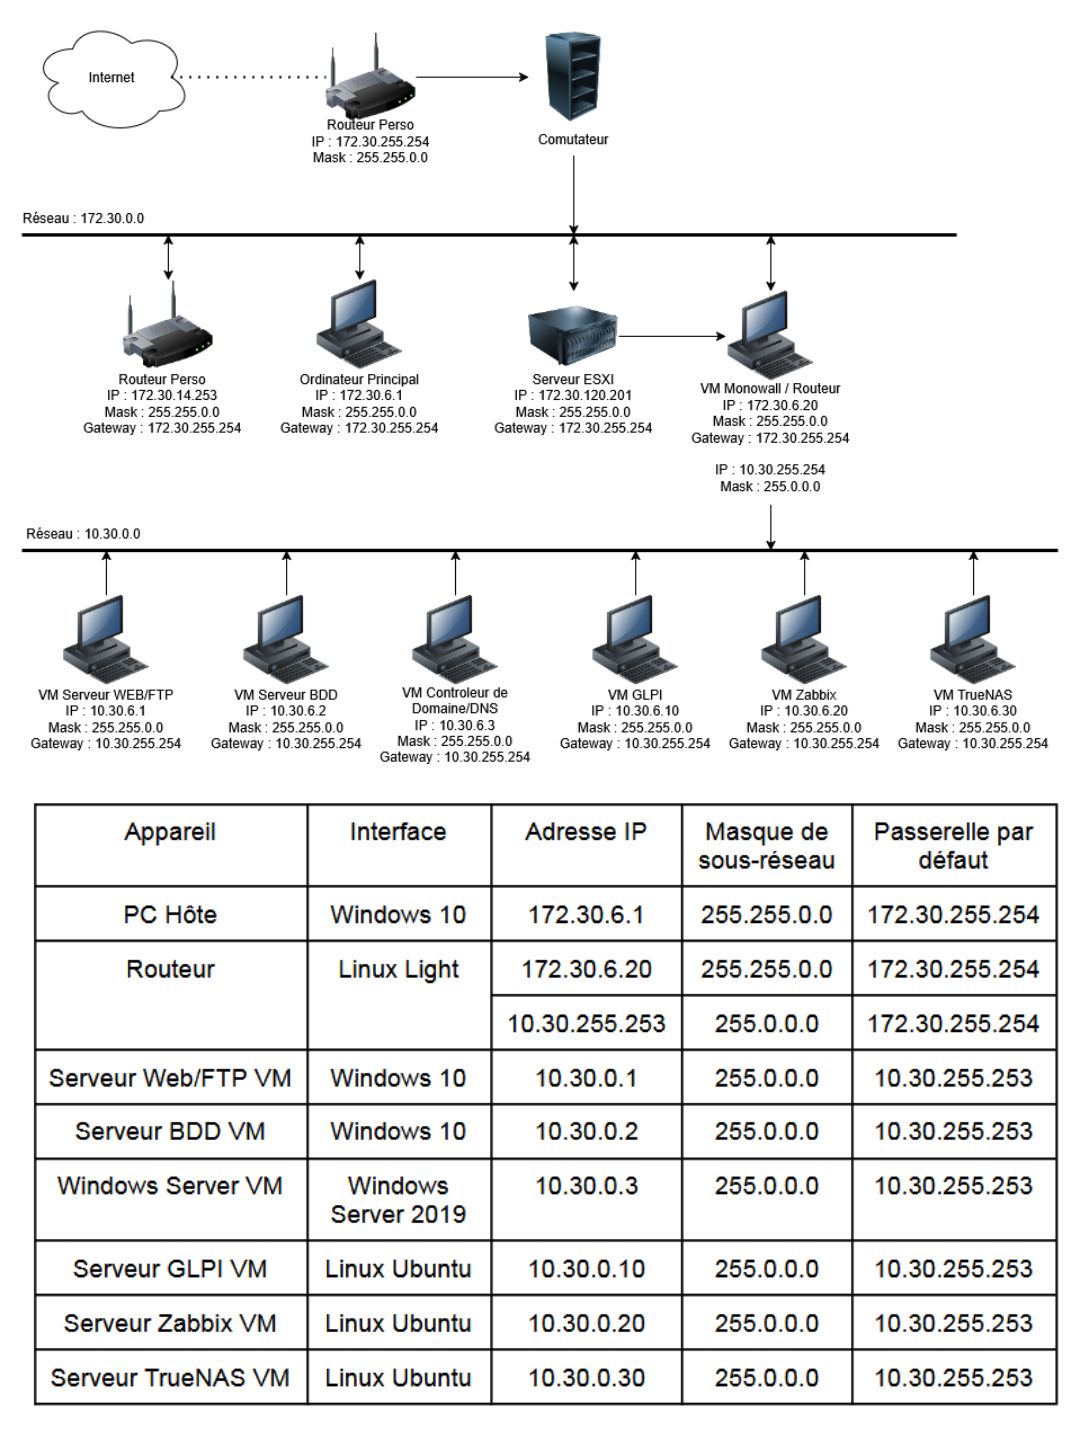 Internet
Routeur Perso
IP : 172.30.255.254
Mask : 255.255.0.0
Comutateur
Réseau : 172.30.0.0
Routeur Perso
IP : 172.30.14.253
Mask : 255.255.0.0
Gateway : 172.30.255.254
Ordinateur Principal
IP : 172.30.6.1
Mask : 255.255.0.0
Gateway : 172.30.255.254
Serveur ESXI
IP : 172.30.120.201
Mask : 255.255.0.0
Gateway : 172.30.255.254
VM Monowall / Routeur
IP : 172.30.6.20
Mask : 255.255.0.0
Gateway : 172.30.255.254
IP : 10.30.255.254
Mask : 255.0.0.0
Réseau : 10.30.0.0
VM Serveur WEB/FTP
IP : 10.30.6.1
Mask : 255.255.0.0
Gateway : 10.30.255.254
VM Serveur BDD
IP : 10.30.6.2
Mask : 255.255.0.0
Gateway : 10.30.255.254
VM Controleur de
Domaine/DNS
IP : 10.30.6.3
Mask : 255.255.0.0
Gateway : 10.30.255.254
VM GLPI
IP : 10.30.6.10
Mask : 255.255.0.0
Gateway : 10.30.255.254
VM Zabbix
IP : 10.30.6.20
Mask : 255.255.0.0
Gateway : 10.30.255.254
VM TrueNAS
IP : 10.30.6.30
Mask : 255.255.0.0
Gateway : 10.30.255.254
Appareil Interface Adresse IP Masque de sous-réseau Passerelle par défaut
PC Hôte Windows 10 172.30.6.1 255.255.0.0 172.30.255.254
Routeur Linux Light 172.30.6.20 255.255.0.0 172.30.255.254
10.30.255.253 255.0.0.0 172.30.255.254
Serveur Web/FTP VM Windows 10 10.30.0.1 255.0.0.0 10.30.255.253
Serveur BDD VM Windows 10 10.30.0.2 255.0.0.0 10.30.255.253
Windows Server VM Windows Server 2019 10.30.0.3 255.0.0.0 10.30.255.253
Serveur GLPI VM Linux Ubuntu 10.30.0.10 255.0.0.0 10.30.255.253
Serveur Zabbix VM Linux Ubuntu 10.30.0.20 255.0.0.0 10.30.255.253
Serveur TrueNAS VM Linux Ubuntu 10.30.0.30 255.0.0.0 10.30.255.253